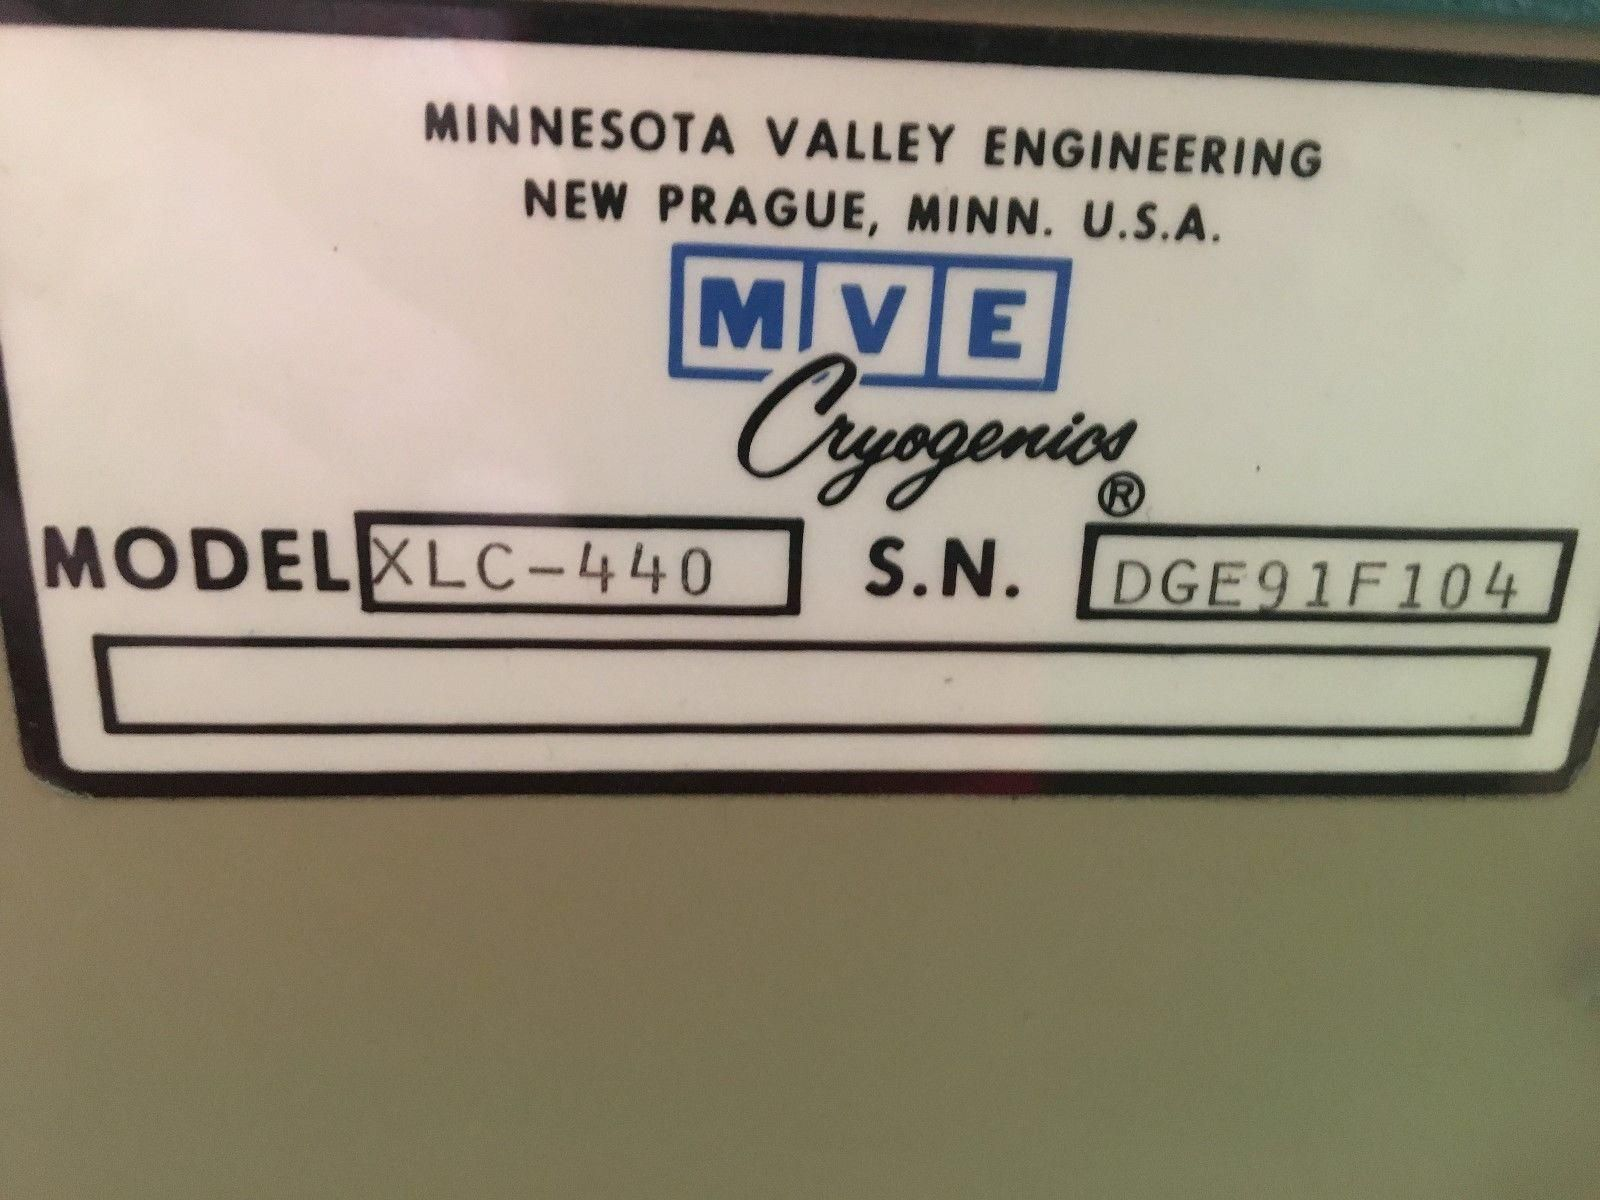 MINNESOTA VALLEY ENGINEERING
NEW PRAGUE, MINN. U.S.A.
MVE
Cryogenics ®
MODEL XLC-440 S.N. DGE91F104